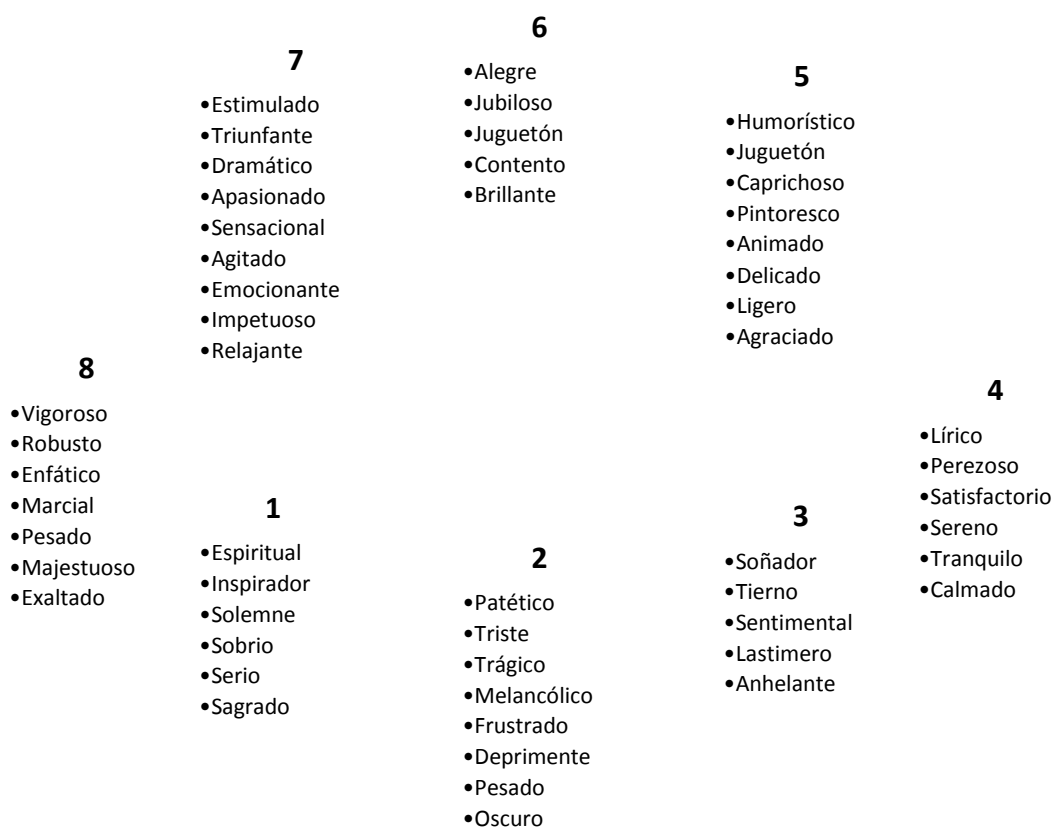 6
•Alegre
•Jubiloso
•Juguetón
•Contento
•Brillante
7
•Estimulado
•Triunfante
•Dramático
•Apasionado
•Sensacional
•Agitado
•Emocionante
•Impetuoso
•Relajante
5
•Humorístico
•Juguetón
•Caprichoso
•Pintoresco
•Animado
•Delicado
•Ligero
•Agraciado
8
•Vigoroso
•Robusto
•Enfático
•Marcial
•Pesado
•Majestuoso
•Exaltado
4
•Lírico
•Perezoso
•Satisfactorio
•Sereno
•Tranquilo
•Calmado
1
•Espiritual
•Inspirador
•Solemne
•Sobrio
•Serio
•Sagrado
2
•Patético
•Triste
•Trágico
•Melancólico
•Frustrado
•Deprimente
•Pesado
•Oscuro
3
•Soñador
•Tierno
•Sentimental
•Lastimero
•Anhelante